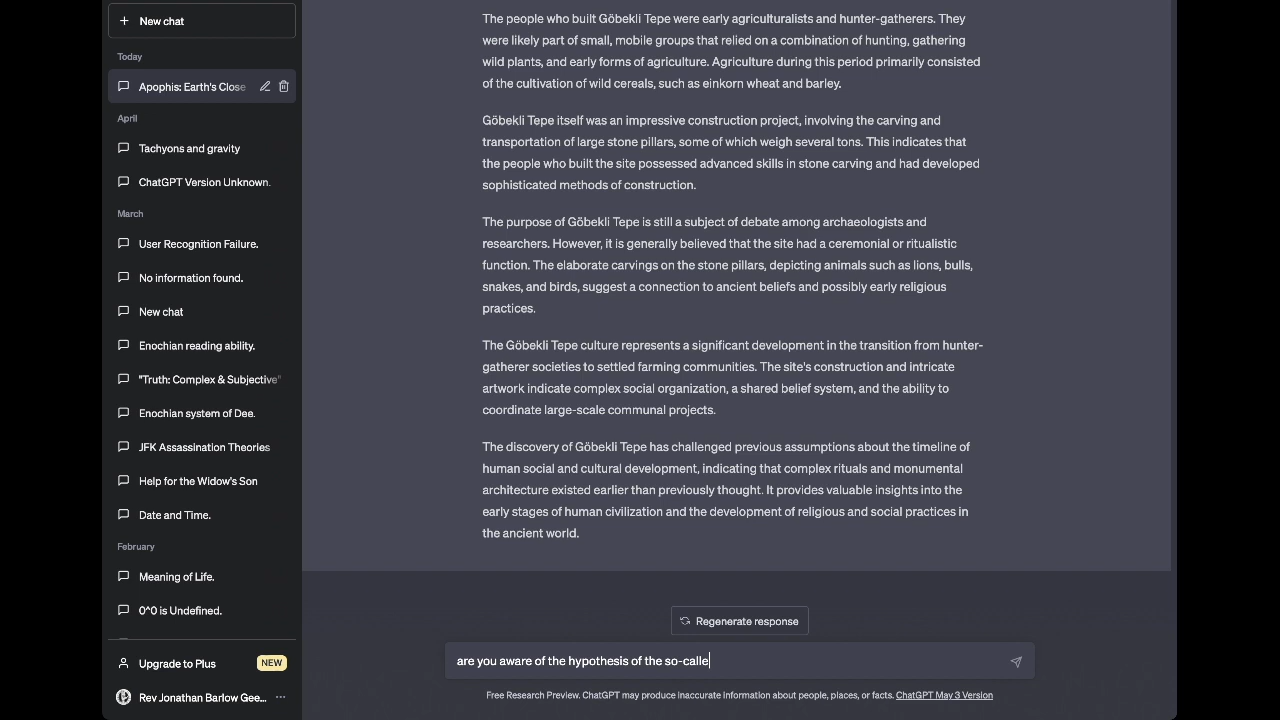 New chat
Today
Apophis: Earth's Close
April
Tachyons and gravity
ChatGPT Version Unknown.
March
User Recognition Failure.
No information found.
New chat
Enochian reading ability.
"Truth: Complex & Subjective"
Enochian system of Dee.
JFK Assassination Theories
Help for the Widow's Son
Date and Time.
February
Meaning of Life.
0^0 is Undefined.
Upgrade to Plus NEW
Rev Jonathan Barlow Gee...
The people who built Göbekli Tepe were early agriculturalists and hunter-gatherers. They
were likely part of small, mobile groups that relied on a combination of hunting, gathering
wild plants, and early forms of agriculture. Agriculture during this period primarily consisted
of the cultivation of wild cereals, such as einkorn wheat and barley.
Göbekli Tepe itself was an impressive construction project, involving the carving and
transportation of large stone pillars, some of which weigh several tons. This indicates that
the people who built the site possessed advanced skills in stone carving and had developed
sophisticated methods of construction.
The purpose of Göbekli Tepe is still a subject of debate among archaeologists and
researchers. However, it is generally believed that the site had a ceremonial or ritualistic
function. The elaborate carvings on the stone pillars, depicting animals such as lions, bulls,
snakes, and birds, suggest a connection to ancient beliefs and possibly early religious
practices.
The Göbekli Tepe culture represents a significant development in the transition from hunter-
gatherer societies to settled farming communities. The site's construction and intricate
artwork indicate complex social organization, a shared belief system, and the ability to
coordinate large-scale communal projects.
The discovery of Göbekli Tepe has challenged previous assumptions about the timeline of
human social and cultural development, indicating that complex rituals and monumental
architecture existed earlier than previously thought. It provides valuable insights into the
early stages of human civilization and the development of religious and social practices in
the ancient world.
Regenerate response
are you aware of the hypothesis of the so-calle
Free Research Preview. ChatGPT may produce inaccurate information about people, places, or facts. ChatGPT May 3 Version